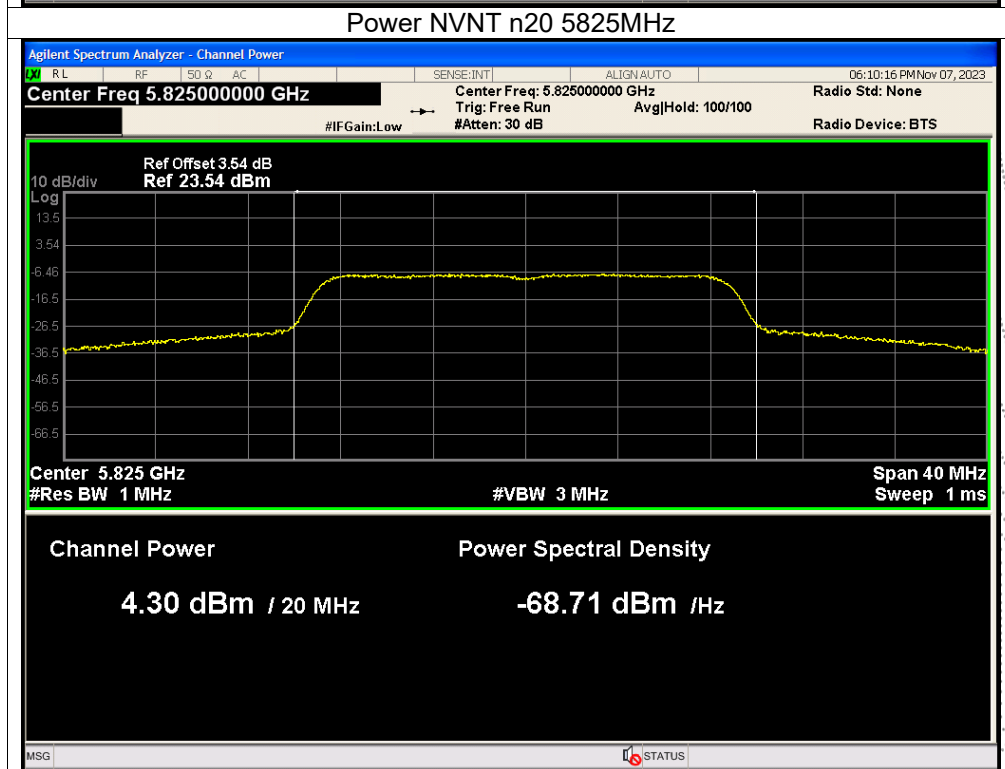 Power NVNT n20 5825MHz
Agilent Spectrum Analyzer - Channel Power
LXI RL RF 50 Ω AC SENSE:INT ALIGN AUTO 06:10:16 PM Nov 07, 2023
Center Freq 5.825000000 GHz Center Freq: 5.825000000 GHz Radio Std: None
Trig: Free Run Avg|Hold: 100/100
#IFGain:Low #Atten: 30 dB Radio Device: BTS
Ref Offset 3.54 dB
10 dB/div Ref 23.54 dBm
Log
13.5
3.54
-6.46
-16.5
-26.5
-36.5
-46.5
-56.5
-66.5
Center 5.825 GHz Span 40 MHz
#Res BW 1 MHz #VBW 3 MHz Sweep 1 ms
Channel Power Power Spectral Density
4.30 dBm / 20 MHz -68.71 dBm /Hz
MSG STATUS